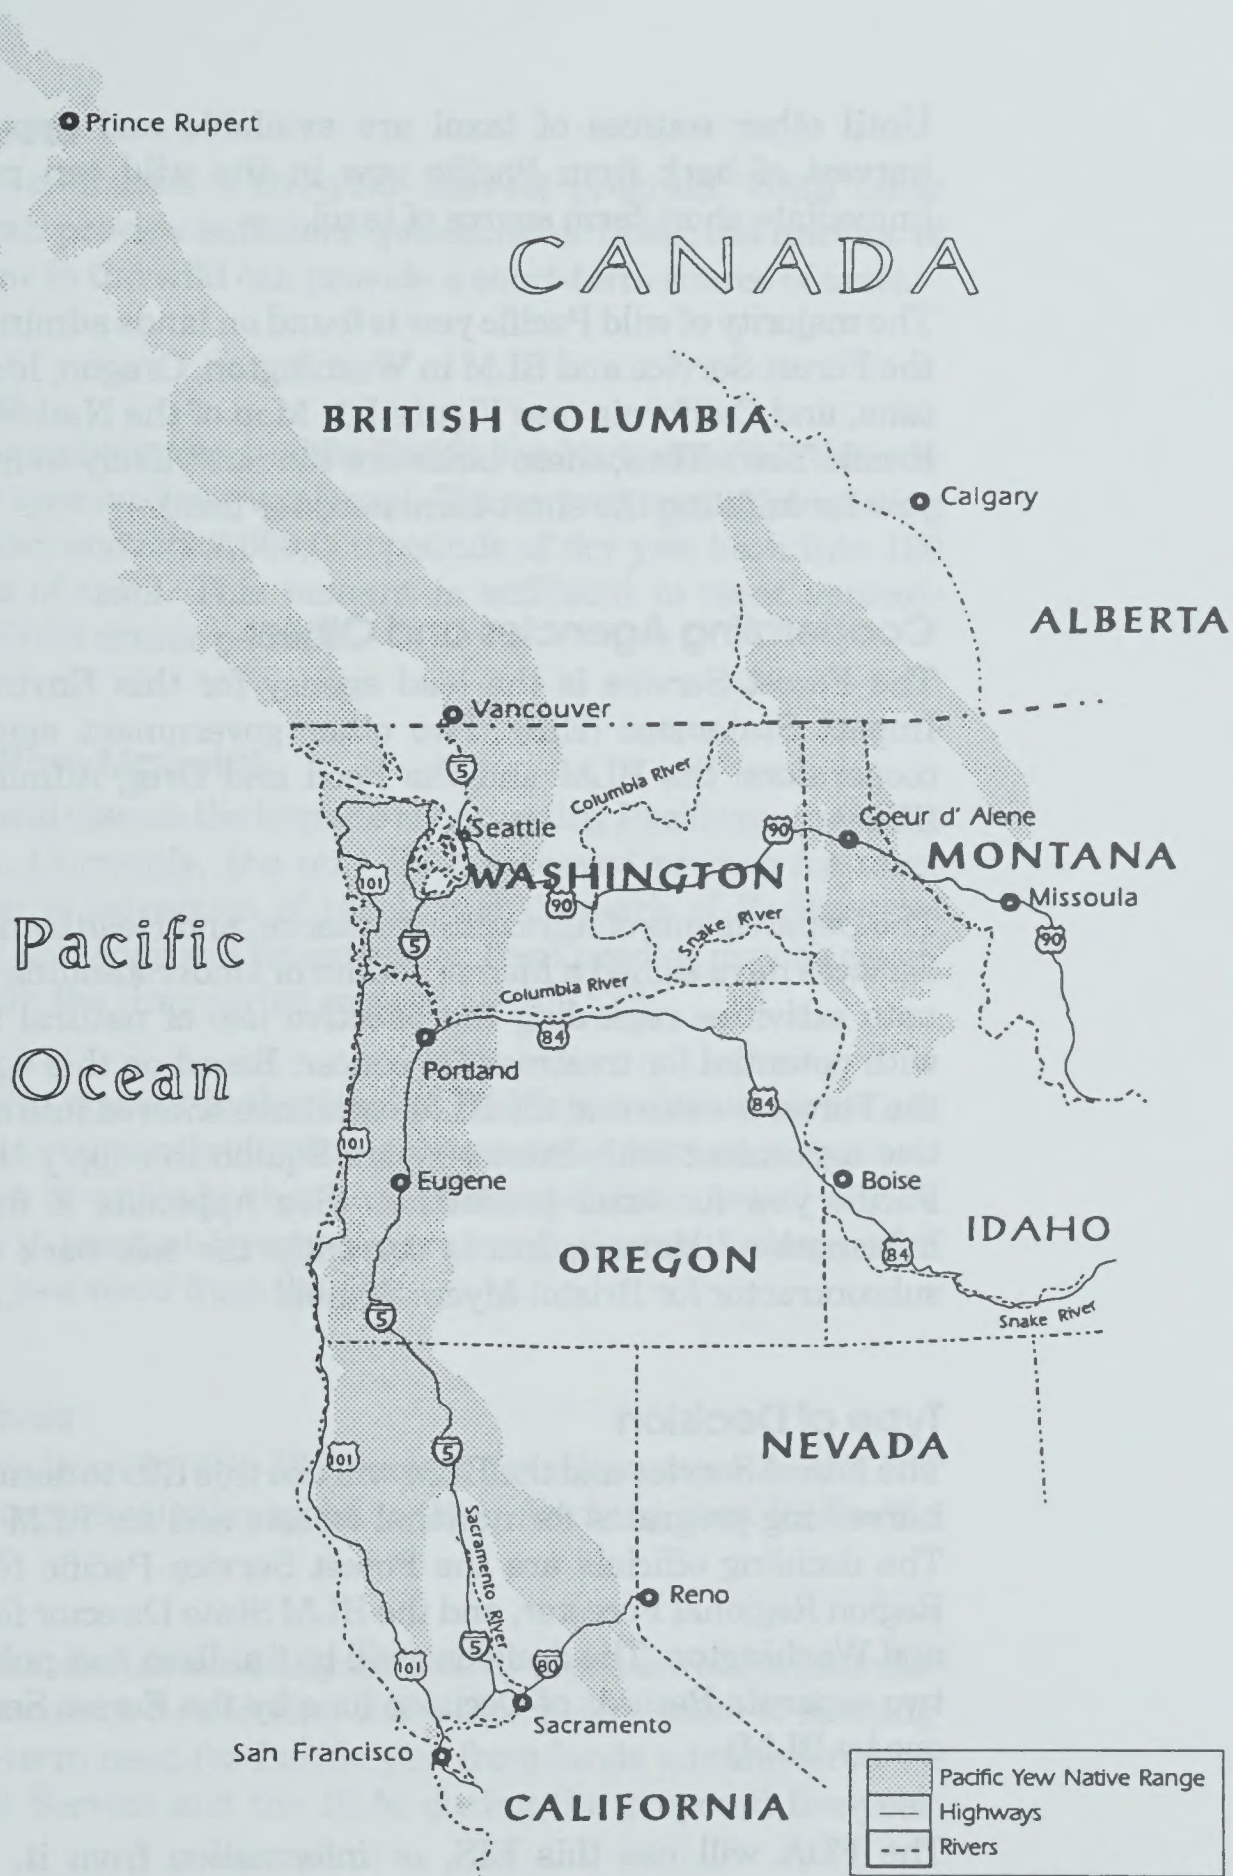 Prince Rupert
CANADA
BRITISH COLUMBIA
Calgary
ALBERTA
Vancouver
5
Columbia River
Seattle
90
Coeur d' Alene
101
WASHINGTON
MONTANA
90
Missoula
Pacific
5
Snake River
90
Columbia River
Ocean
84
Portland
84
101
Eugene
Boise
IDAHO
OREGON
84
5
Snake River
NEVADA
101
5
Sacramento River
Reno
5
101
80
Sacramento
San Francisco
CALIFORNIA
Pacific Yew Native Range
Highways
Rivers